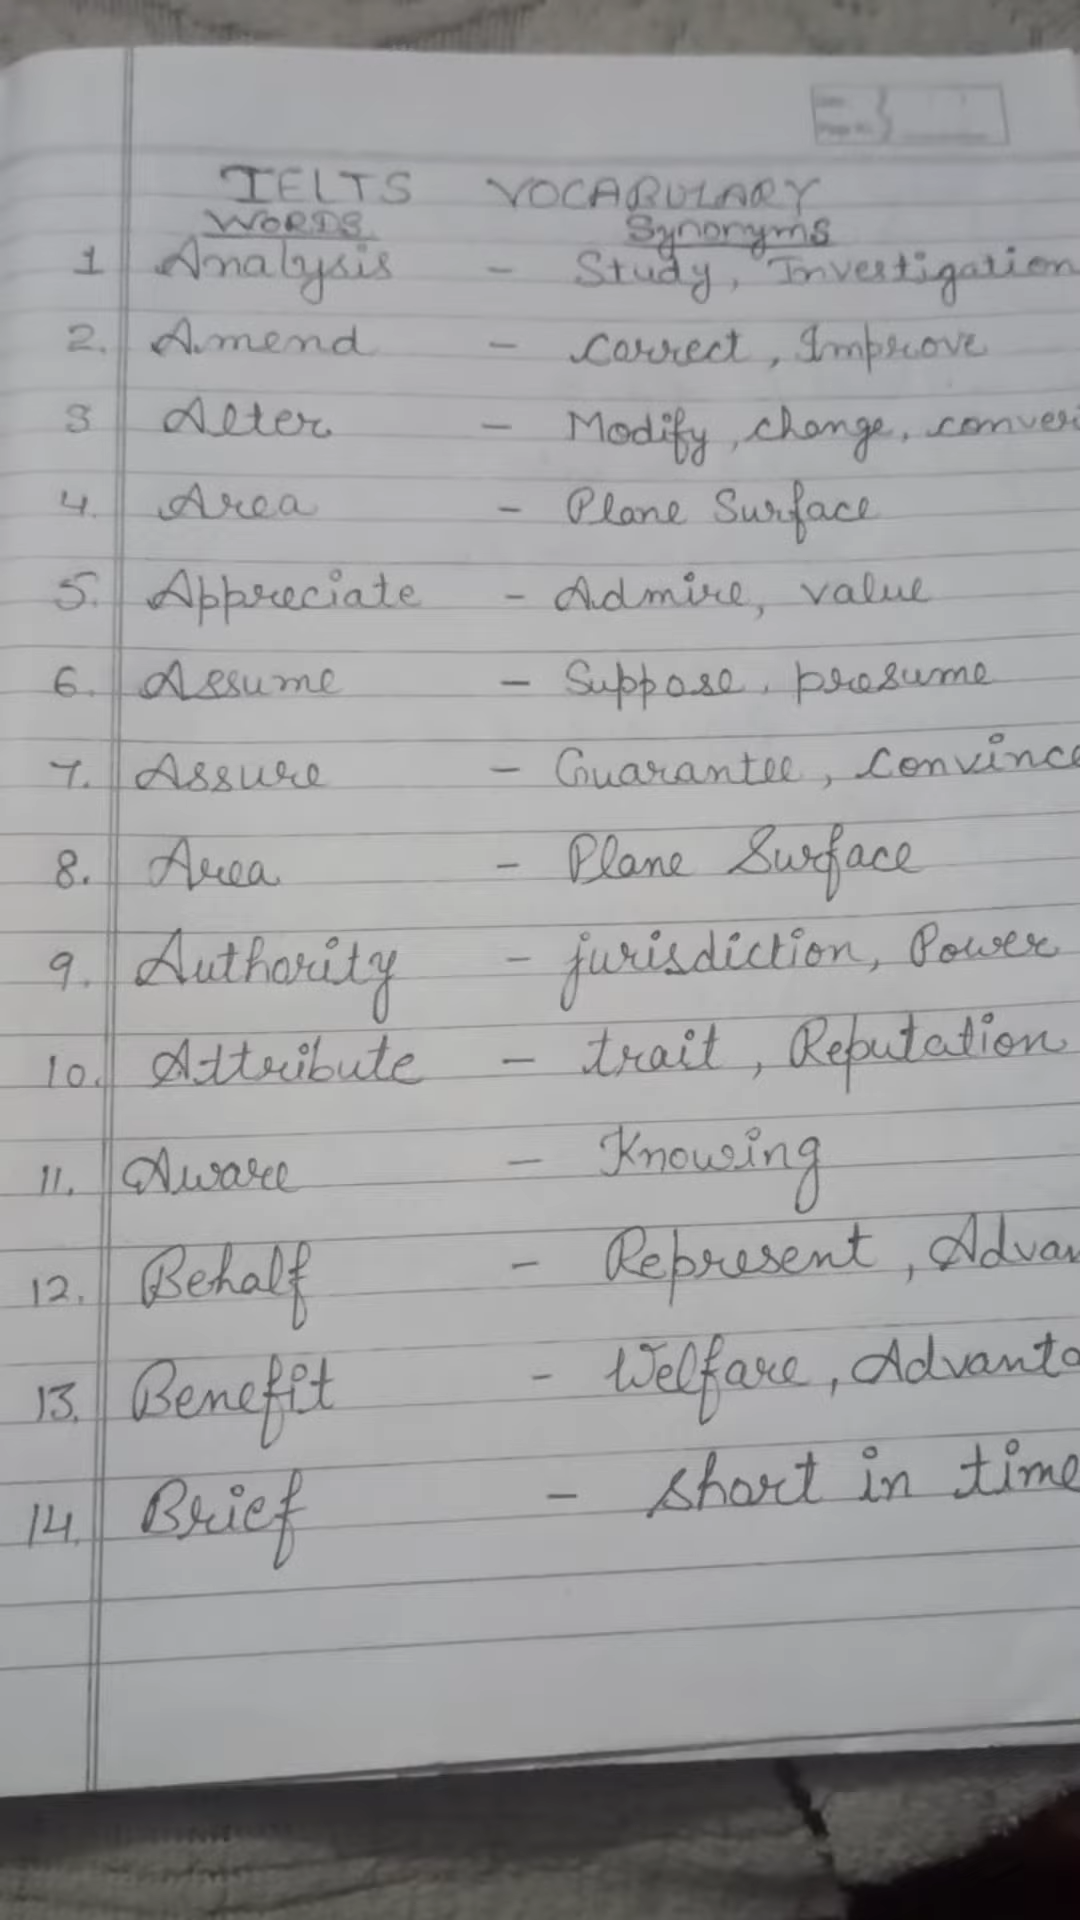 IELTS VOCABULARY
WORDS Synonyms
1 Analysis - Study, Investigation
2. Amend - correct, Improve
3 Alter - Modify, change,
4. Area - Plane Surface
5. Appreciate - Admire, value
6. Assume - Suppose, presume
7. Assure - Guarantee, convince
8. Area - Plane Surface
9. Authority - jurisdiction, Power
10. Attribute - trait, Reputation
11. Aware - Knowing
12. Behalf - Represent,
13. Benefit - Welfare,
14. Brief - short in time